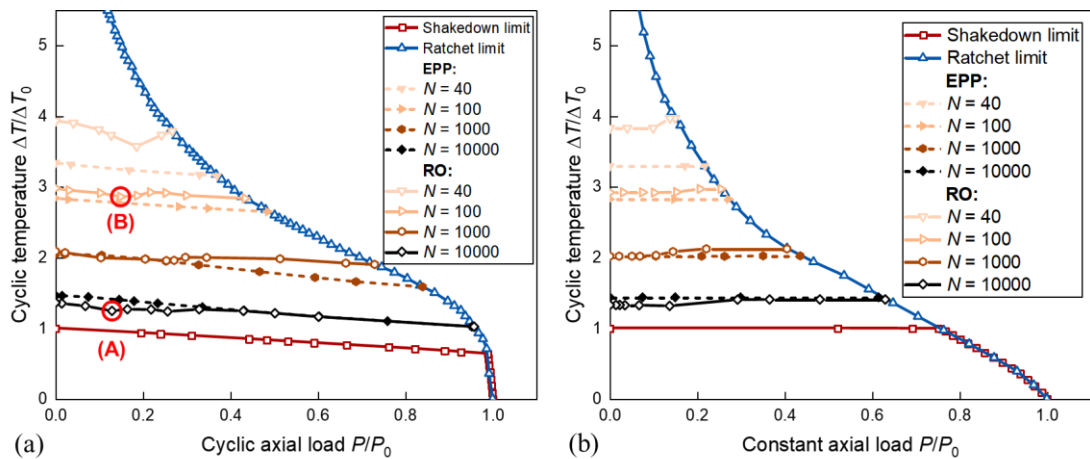 5
4
3
2
1
0
0.0 0.2 0.4 0.6 0.8 1.0
Cyclic temperature ΔT/ΔT₀
Cyclic axial load P/P₀
(a)
(A)
(B)
Shakedown limit
Ratchet limit
EPP:
N = 40
N = 100
N = 1000
N = 10000
RO:
N = 40
N = 100
N = 1000
N = 10000
5
4
3
2
1
0
0.0 0.2 0.4 0.6 0.8 1.0
Cyclic temperature ΔT/ΔT₀
Constant axial load P/P₀
(b)
Shakedown limit
Ratchet limit
EPP:
N = 40
N = 100
N = 1000
N = 10000
RO:
N = 40
N = 100
N = 1000
N = 10000